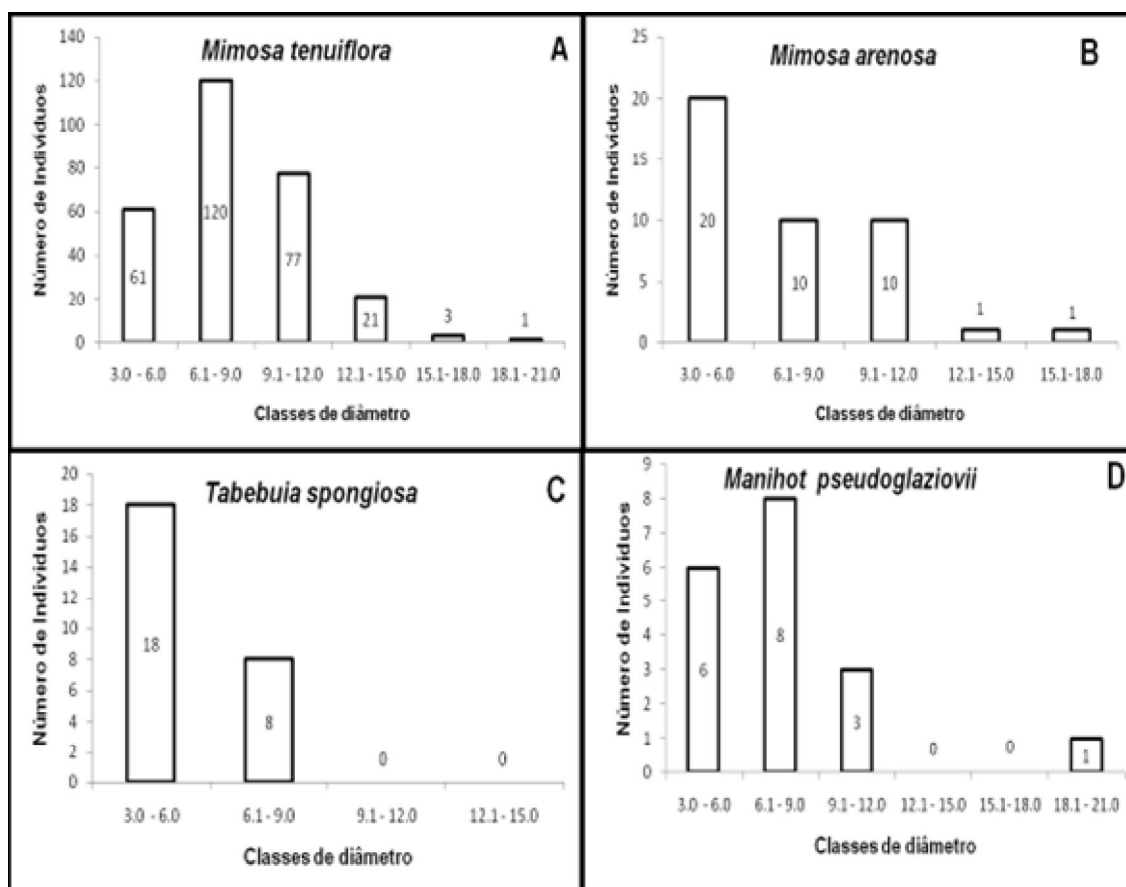 Mimosa tenuiflora
A
Número de Indivíduos
140
120
100
80
60
40
20
0
61
120
77
21
3
1
3.0 - 6.0 6.1 - 9.0 9.1 - 12.0 12.1 - 15.0 15.1 - 18.0 18.1 - 21.0
Classes de diâmetro
Mimosa arenosa
B
Número de Indivíduos
25
20
15
10
5
0
20
10
10
1
1
3.0 - 6.0 6.1 - 9.0 9.1 - 12.0 12.1 - 15.0 15.1 - 18.0
Classes de diâmetro
Tabebuia spongiosa
C
Número de Indivíduos
20
18
16
14
12
10
8
6
4
2
0
18
8
0
0
3.0 - 6.0 6.1 - 9.0 9.1 - 12.0 12.1 - 15.0
Classes de diâmetro
Manihot pseudoglaziovii
D
Número de Indivíduos
9
8
7
6
5
4
3
2
1
0
6
8
3
0
0
1
3.0 - 6.0 6.1 - 9.0 9.1 - 12.0 12.1 - 15.0 15.1 - 18.0 18.1 - 21.0
Classes de diâmetro